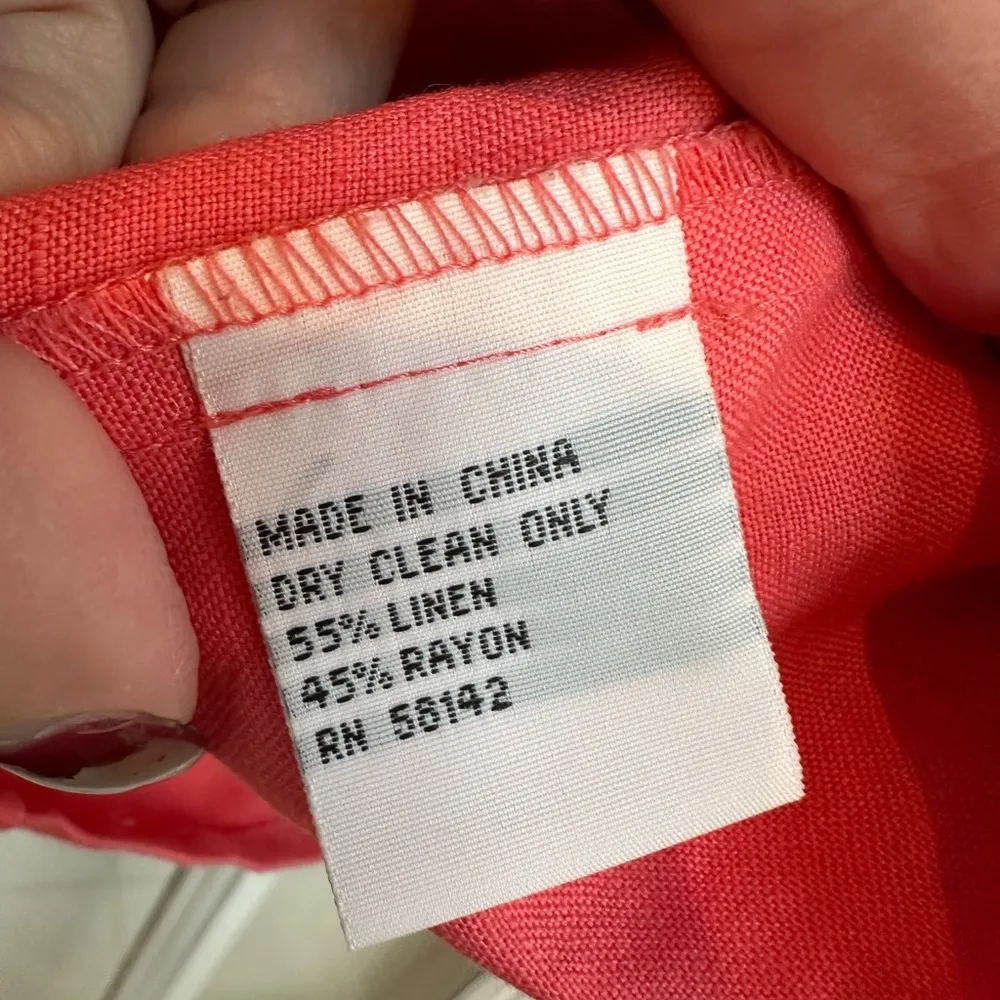 MADE IN CHINA
DRY CLEAN ONLY
55% LINEN
45% RAYON
RN 58142